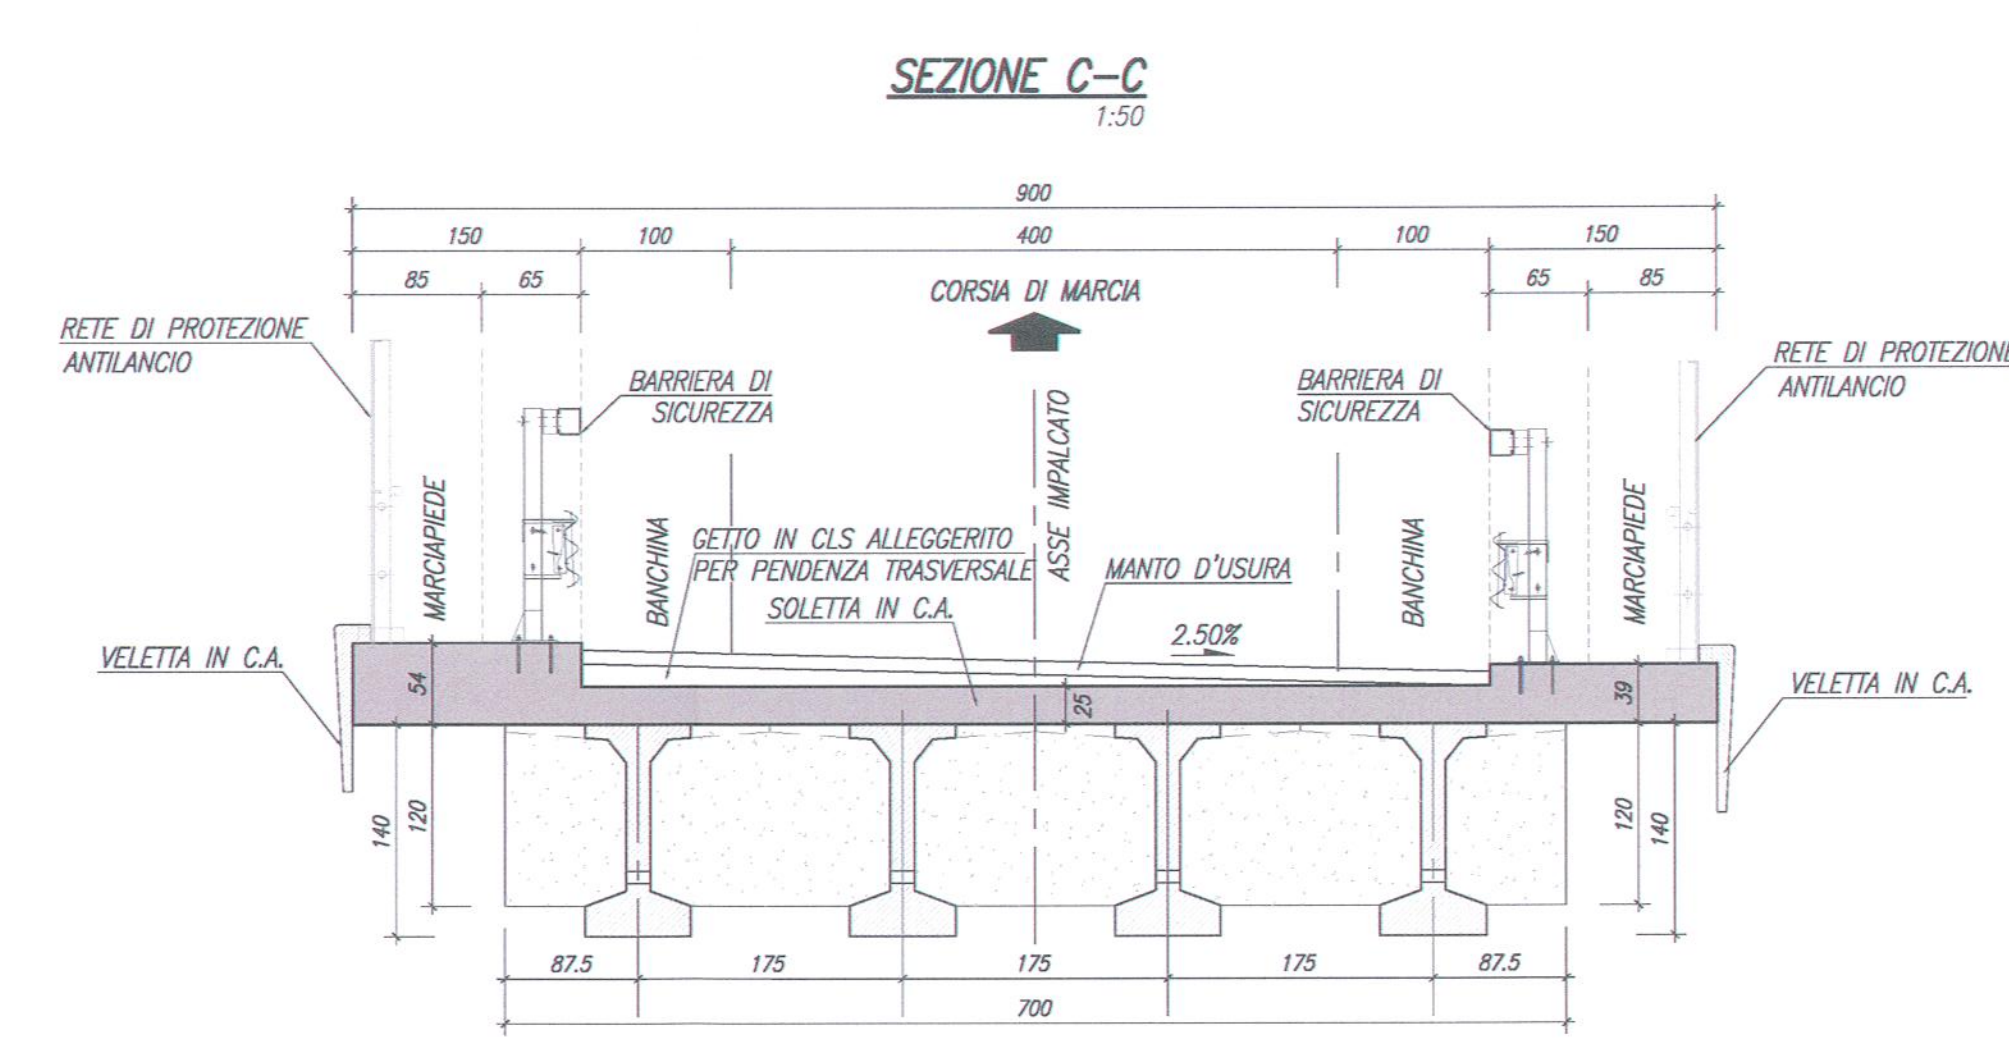 SEZIONE C-C
1:50
900
150 100 400 100 150
85 65 65 85
CORSIA DI MARCIA
RETE DI PROTEZIONE
ANTILANCIO
RETE DI PROTEZIONE
ANTILANCIO
BARRIERA DI
SICUREZZA
BARRIERA DI
SICUREZZA
MARCIAPIEDE
BANCHINA
ASSE IMPALCATO
BANCHINA
MARCIAPIEDE
GETTO IN CLS ALLEGGERITO
PER PENDENZA TRASVERSALE
MANTO D'USURA
SOLETTA IN C.A.
2.50%
VELETTA IN C.A.
VELETTA IN C.A.
54
25
39
140
120
120
140
87.5 175 175 175 87.5
700